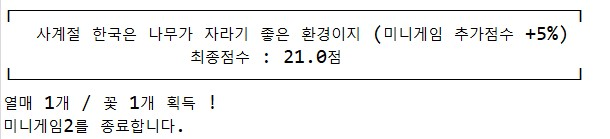 사계절 한국은 나무가 자라기 좋은 환경이지 (미니게임 추가점수 +5%)
최종점수 : 21.0점
열매 1개 / 꽃 1개 획득 !
미니게임2를 종료합니다.